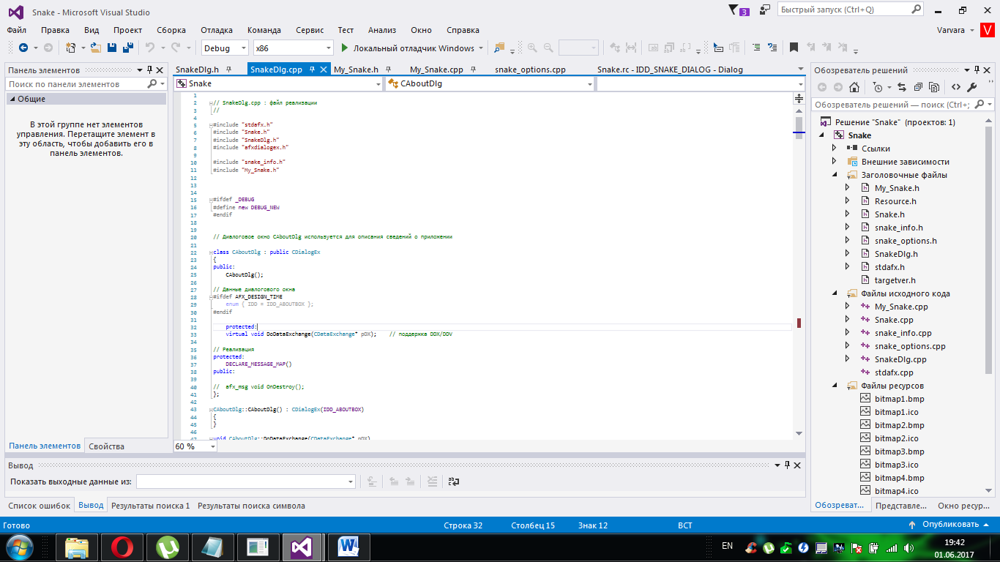 Snake - Microsoft Visual Studio
3
Быстрый запуск (Ctrl+Q)
Файл Правка Вид Проект Сборка Отладка Команда Сервис Тест Анализ Окно Справка
Varvara V
Debug x86 Локальный отладчик Windows
Панель элементов
Поиск по панели элементов
Общие
В этой группе нет элементов
управления. Перетащите элемент в
эту область, чтобы добавить его в
панель элементов.
Панель элементов Свойства
SnakeDlg.h SnakeDlg.cpp My_Snake.h My_Snake.cpp snake_options.cpp Snake.rc - IDD_SNAKE_DIALOG - Dialog
Snake CAboutDlg
1
2 // SnakeDlg.cpp : файл реализации
3 //
4
5 #include "stdafx.h"
6 #include "Snake.h"
7 #include "SnakeDlg.h"
8 #include "afxdialogex.h"
9
10 #include "snake_info.h"
11 #include "My_Snake.h"
12
13
14
15 #ifdef _DEBUG
16 #define new DEBUG_NEW
17 #endif
18
19
20 // Диалоговое окно CAboutDlg используется для описания сведений о приложении
21
22 class CAboutDlg : public CDialogEx
23 {
24 public:
25 CAboutDlg();
26
27 // Данные диалогового окна
28 #ifdef AFX_DESIGN_TIME
29 enum { IDD = IDD_ABOUTBOX };
30 #endif
31
32 protected:
33 virtual void DoDataExchange(CDataExchange* pDX); // поддержка DDX/DDV
34
35 // Реализация
36 protected:
37 DECLARE_MESSAGE_MAP()
38 public:
39
40 // afx_msg void OnDestroy();
41 };
42
43 CAboutDlg::CAboutDlg() : CDialogEx(IDD_ABOUTBOX)
44 {
45 }
46
47 void CAboutDlg::DoDataExchange(CDataExchange* pDX)
60 %
Обозреватель решений
Обозреватель решений — поиск (Ctrl+;
Решение "Snake" (проектов: 1)
Snake
Ссылки
Внешние зависимости
Заголовочные файлы
My_Snake.h
Resource.h
Snake.h
snake_info.h
snake_options.h
SnakeDlg.h
stdafx.h
targetver.h
Файлы исходного кода
My_Snake.cpp
Snake.cpp
snake_info.cpp
snake_options.cpp
SnakeDlg.cpp
stdafx.cpp
Файлы ресурсов
bitmap1.bmp
bitmap1.ico
bitmap2.bmp
bitmap2.ico
bitmap3.bmp
bitmap3.ico
bitmap4.bmp
bitmap4.ico
Обозреват... Представле... Окно ресур...
Вывод
Показать выходные данные из:
Список ошибок Вывод Результаты поиска 1 Результаты поиска символа
Готово Строка 32 Столбец 15 Знак 12 ВСТ Опубликовать
EN
19:42
01.06.2017